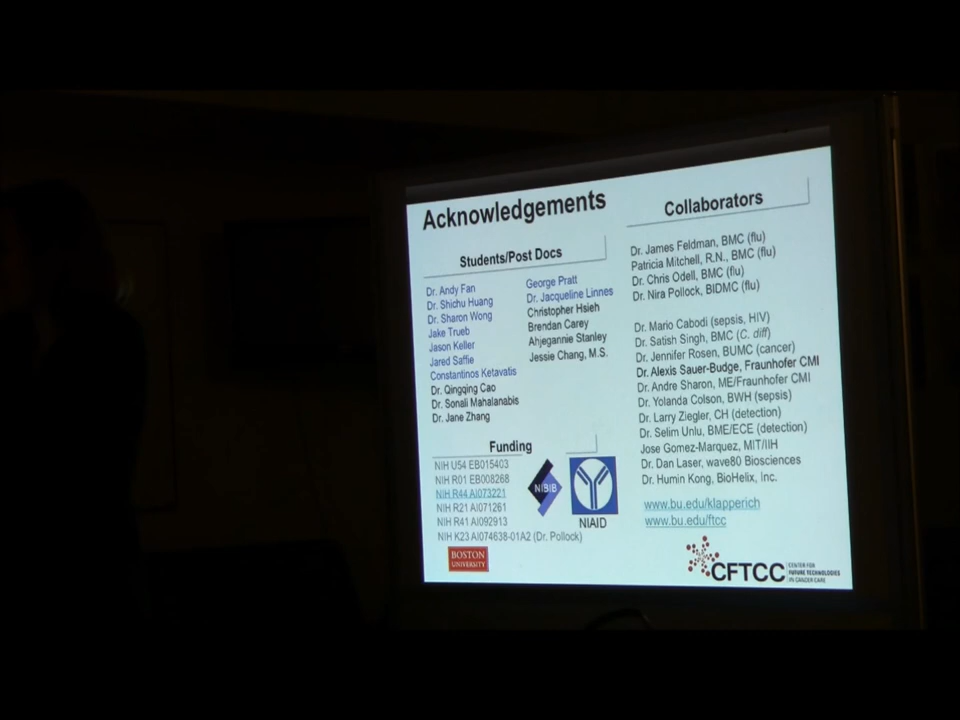 Acknowledgements
Students/Post Docs
Dr. Andy Fan
Dr. Shichu Huang
Dr. Sharon Wong
Jake Trueb
Jason Keller
Jared Saffie
Constantinos Ketavatis
Dr. Qingqing Cao
Dr. Sonali Mahalanabis
Dr. Jane Zhang
George Pratt
Dr. Jacqueline Linnes
Christopher Hsieh
Brendan Carey
Ahjegannie Stanley
Jessie Chang, M.S.
Funding
NIH U54 EB015403
NIH R01 EB008268
NIH R44 AI073221
NIH R21 AI071261
NIH R41 AI092913
NIH K23 AI074638-01A2 (Dr. Pollock)
NIBIB
NIAID
BOSTON
UNIVERSITY
Collaborators
Dr. James Feldman, BMC (flu)
Patricia Mitchell, R.N., BMC (flu)
Dr. Chris Odell, BMC (flu)
Dr. Nira Pollock, BIDMC (flu)
Dr. Mario Cabodi (sepsis, HIV)
Dr. Satish Singh, BMC (C. diff)
Dr. Jennifer Rosen, BUMC (cancer)
Dr. Alexis Sauer-Budge, Fraunhofer CMI
Dr. Andre Sharon, ME/Fraunhofer CMI
Dr. Yolanda Colson, BWH (sepsis)
Dr. Larry Ziegler, CH (detection)
Dr. Selim Unlu, BME/ECE (detection)
Jose Gomez-Marquez, MIT/IIH
Dr. Dan Laser, wave80 Biosciences
Dr. Humin Kong, BioHelix, Inc.
www.bu.edu/klapperich
www.bu.edu/ftcc
CFTCC
CENTER FOR
FUTURE TECHNOLOGIES
IN CANCER CARE